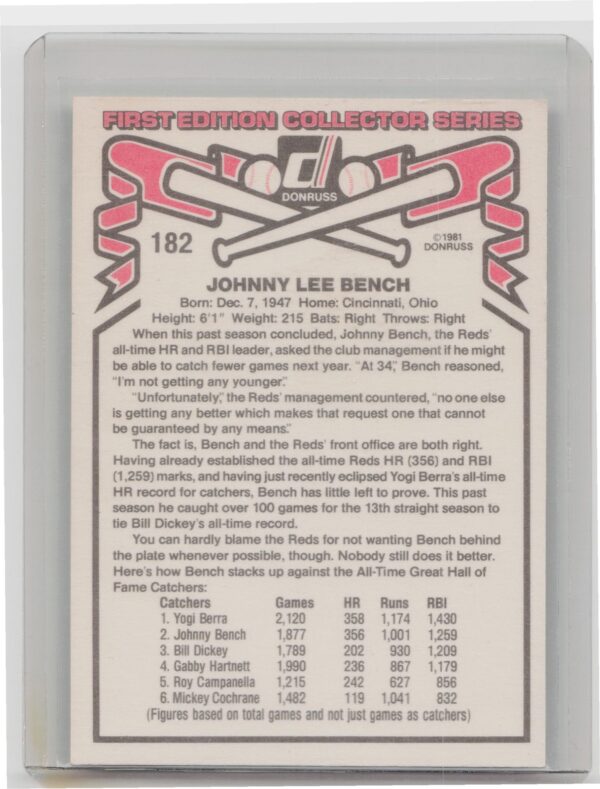 FIRST EDITION COLLECTOR SERIES
d
DONRUSS
182
©1981
DONRUSS
JOHNNY LEE BENCH
Born: Dec. 7, 1947 Home: Cincinnati, Ohio
Height: 6'1" Weight: 215 Bats: Right Throws: Right
When this past season concluded, Johnny Bench, the Reds'
all-time HR and RBI leader, asked the club management if he might
be able to catch fewer games next year. "At 34," Bench reasoned,
"I'm not getting any younger."
"Unfortunately," the Reds' management countered, "no one else
is getting any better which makes that request one that cannot
be guaranteed by any means."
The fact is, Bench and the Reds' front office are both right.
Having already established the all-time Reds HR (356) and RBI
(1,259) marks, and having just recently eclipsed Yogi Berra's all-time
HR record for catchers, Bench has little left to prove. This past
season he caught over 100 games for the 13th straight season to
tie Bill Dickey's all-time record.
You can hardly blame the Reds for not wanting Bench behind
the plate whenever possible, though. Nobody still does it better.
Here's how Bench stacks up against the All-Time Great Hall of
Fame Catchers:
Catchers Games HR Runs RBI
1. Yogi Berra 2,120 358 1,174 1,430
2. Johnny Bench 1,877 356 1,001 1,259
3. Bill Dickey 1,789 202 930 1,209
4. Gabby Hartnett 1,990 236 867 1,179
5. Roy Campanella 1,215 242 627 856
6. Mickey Cochrane 1,482 119 1,041 832
(Figures based on total games and not just games as catchers)